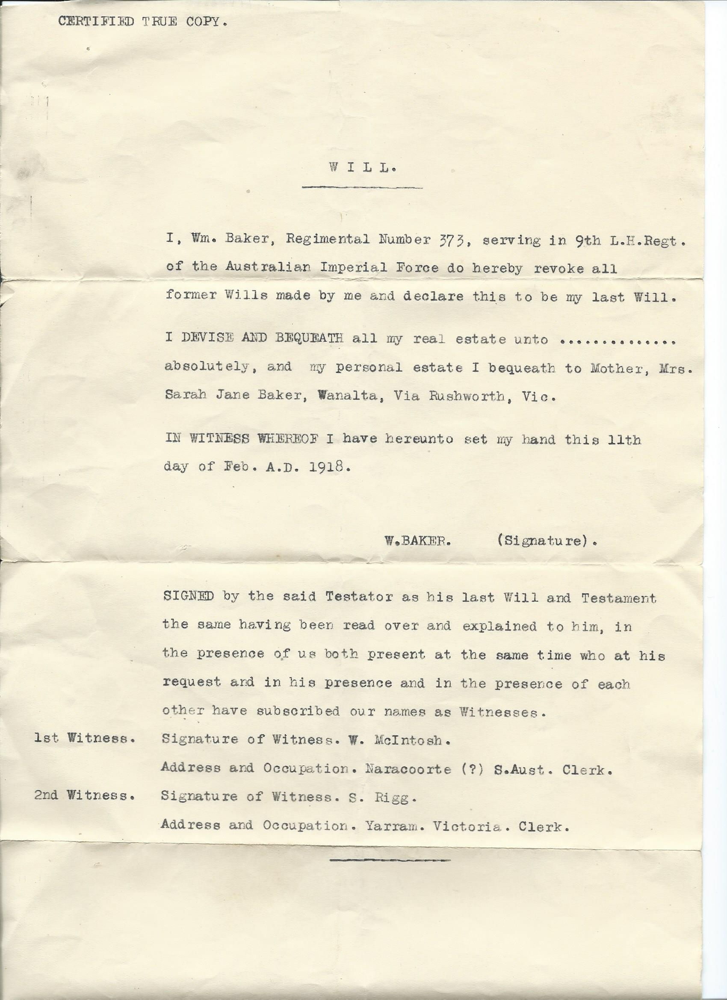 CERTIFIED TRUE COPY.
W I L L.
I, Wm. Baker, Regimental Number 373, serving in 9th L.H.Regt.
of the Australian Imperial Force do hereby revoke all
former Wills made by me and declare this to be my last Will.
I DEVISE AND BEQUEATH all my real estate unto ..............
absolutely, and my personal estate I bequeath to Mother, Mrs.
Sarah Jane Baker, Wanalta, Via Rushworth, Vic.
IN WITNESS WHEREOF I have hereunto set my hand this 11th
day of Feb. A.D. 1918.
W.BAKER. (Signature).
SIGNED by the said Testator as his last Will and Testament
the same having been read over and explained to him, in
the presence of us both present at the same time who at his
request and in his presence and in the presence of each
other have subscribed our names as Witnesses.
1st Witness. Signature of Witness. W. McIntosh.
Address and Occupation. Naracoorte (?) S.Aust. Clerk.
2nd Witness. Signature of Witness. S. Rigg.
Address and Occupation. Yarram. Victoria. Clerk.